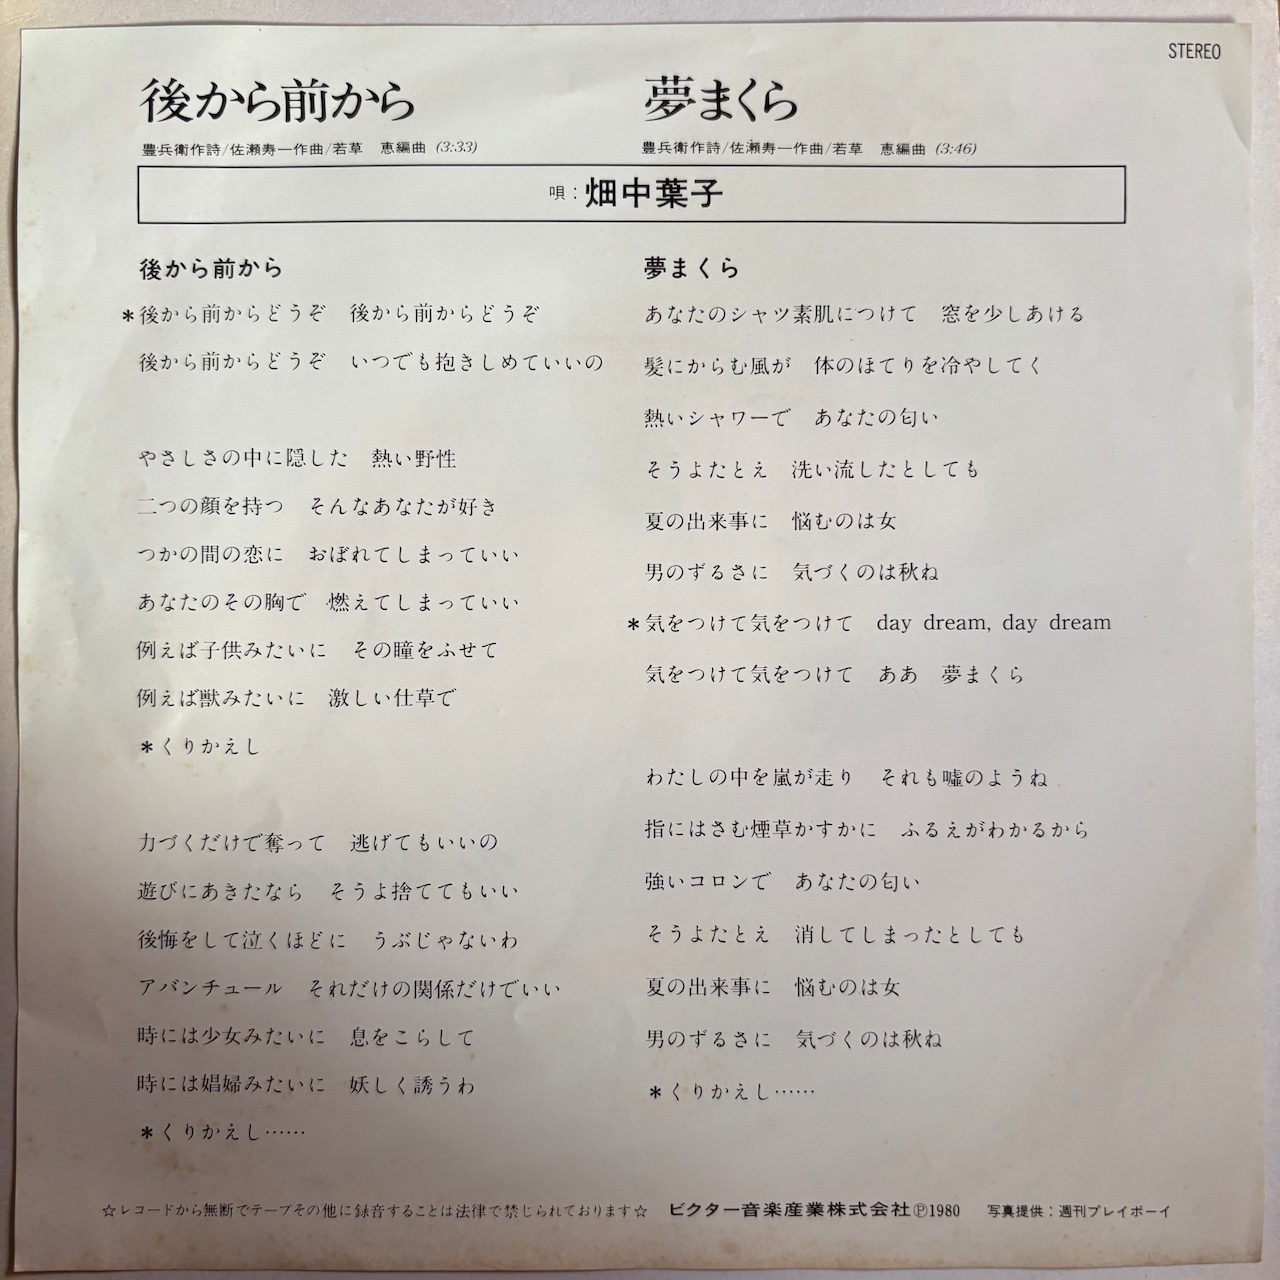 STEREO
後から前から
豊兵衛作詩/佐瀬寿一作曲/若草　恵編曲 (3:33)
夢まくら
豊兵衛作詩/佐瀬寿一作曲/若草　恵編曲 (3:46)
唄：畑中葉子
後から前から
＊後から前からどうぞ　後から前からどうぞ
後から前からどうぞ　いつでも抱きしめていいの
やさしさの中に隠した　熱い野性
二つの顔を持つ　そんなあなたが好き
つかの間の恋に　おぼれてしまっていい
あなたのその胸で　燃えてしまっていい
例えば子供みたいに　その瞳をふせて
例えば獣みたいに　激しい仕草で
＊くりかえし
力づくだけで奪って　逃げてもいいの
遊びにあきたなら　そうよ捨ててもいい
後悔をして泣くほどに　うぶじゃないわ
アバンチュール　それだけの関係だけでいい
時には少女みたいに　息をこらして
時には娼婦みたいに　妖しく誘うわ
＊くりかえし……
夢まくら
あなたのシャツ素肌につけて　窓を少しあける
髪にからむ風が　体のほてりを冷やしてく
熱いシャワーで　あなたの匂い
そうよたとえ　洗い流したとしても
夏の出来事に　悩むのは女
男のずるさに　気づくのは秋ね
＊気をつけて気をつけて　day dream, day dream
気をつけて気をつけて　ああ　夢まくら
わたしの中を嵐が走り　それも嘘のようね
指にはさむ煙草かすかに　ふるえがわかるから
強いコロンで　あなたの匂い
そうよたとえ　消してしまったとしても
夏の出来事に　悩むのは女
男のずるさに　気づくのは秋ね
＊くりかえし……
☆レコードから無断でテープその他に録音することは法律で禁じられております☆　ビクター音楽産業株式会社Ⓟ1980　写真提供：週刊プレイボーイ